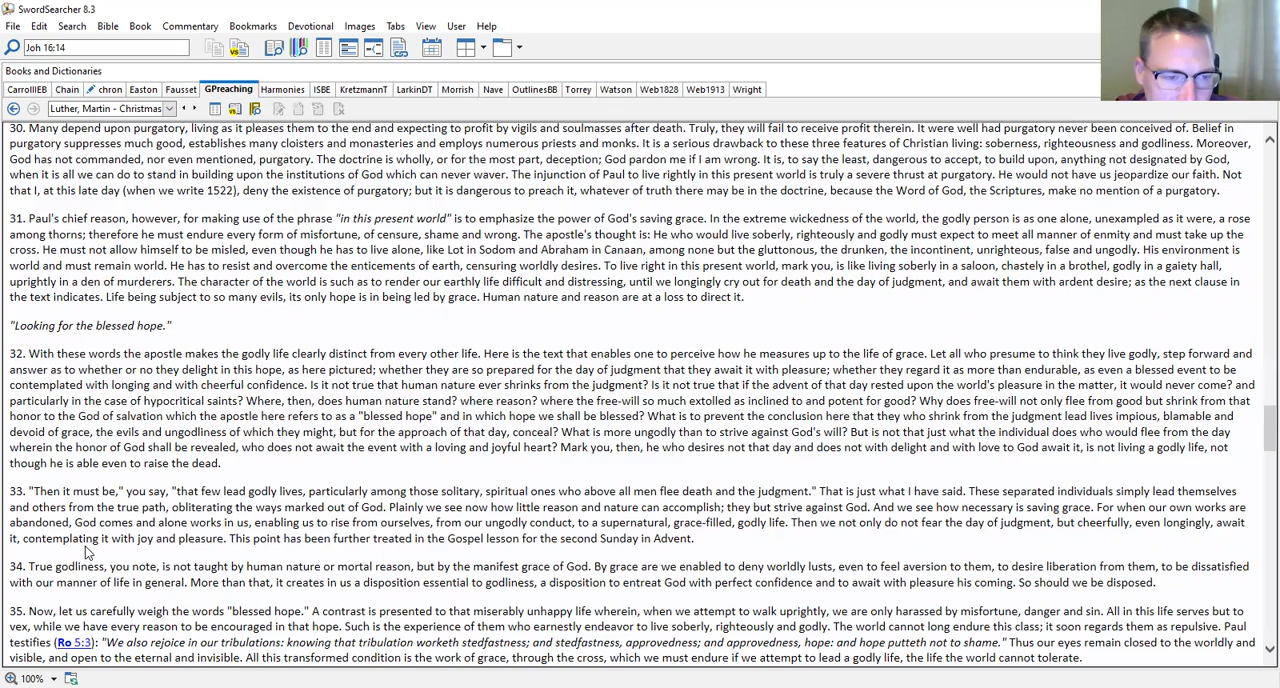 SwordSearcher 8.3
File Edit Search Bible Book Commentary Bookmarks Devotional Images Tabs View User Help
Joh 16:14
Books and Dictionaries
CarrollIEB Chain chron Easton Fausset GPreaching Harmonies ISBE KretzmannT LarkinDT Morrish Nave OutlinesBB Torrey Watson Web1828 Web1913 Wright
Luther, Martin - Christmas
30. Many depend upon purgatory, living as it pleases them to the end and expecting to profit by vigils and soulmasses after death. Truly, they will fail to receive profit therein. It were well had purgatory never been conceived of. Belief in
purgatory suppresses much good, establishes many cloisters and monasteries and employs numerous priests and monks. It is a serious drawback to these three features of Christian living: soberness, righteousness and godliness. Moreover,
God has not commanded, nor even mentioned, purgatory. The doctrine is wholly, or for the most part, deception; God pardon me if I am wrong. It is, to say the least, dangerous to accept, to build upon, anything not designated by God,
when it is all we can do to stand in building upon the institutions of God which can never waver. The injunction of Paul to live rightly in this present world is truly a severe thrust at purgatory. He would not have us jeopardize our faith. Not
that I, at this late day (when we write 1522), deny the existence of purgatory; but it is dangerous to preach it, whatever of truth there may be in the doctrine, because the Word of God, the Scriptures, make no mention of purgatory.
31. Paul's chief reason, however, for making use of the phrase "in this present world" is to emphasize the power of God's saving grace. In the extreme wickedness of the world, the godly person is as one alone, unexampled as it were, a rose
among thorns; therefore he must endure every form of misfortune, of censure, shame and wrong. The apostle's thought is: He who would live soberly, righteously and godly must expect to meet all manner of enmity and must take up the
cross. He must not allow himself to be misled, even though he has to live alone, like Lot in Sodom and Abraham in Canaan, among none but the gluttonous, the drunken, the incontinent, unrighteous, false and ungodly. His environment is
world and must remain world. He has to resist and overcome the enticements of earth, censuring worldly desires. To live right in this present world, mark you, is like living soberly in a saloon, chastely in a brothel, godly in a gaiety hall,
uprightly in a den of murderers. The character of the world is such as to render our earthly life difficult and distressing, until we longingly cry out for death and the day of judgment, and await them with ardent desire; as the next clause in
the text indicates. Life being subject to so many evils, its only hope is in being led by grace. Human nature and reason are at a loss to direct it.
"Looking for the blessed hope."
32. With these words the apostle makes the godly life clearly distinct from every other life. Here is the text that enables one to perceive how he measures up to the life of grace. Let all who presume to think they live godly, step forward and
answer as to whether or no they delight in this hope, as here pictured; whether they are so prepared for the day of judgment that they await it with pleasure; whether they regard it as more than endurable, as even a blessed event to be
contemplated with longing and with cheerful confidence. Is it not true that human nature ever shrinks from the judgment? Is it not true that if the advent of that day rested upon the world's pleasure in the matter, it would never come? and
particularly in the case of hypocritical saints? Where, then, does human nature stand? where reason? where the free-will so much extolled as inclined to and potent for good? Why does free-will not only flee from good but shrink from that
honor to the God of salvation which the apostle here refers to as a "blessed hope" and in which hope we shall be blessed? What is to prevent the conclusion here that they who shrink from the judgment lead lives impious, blamable and
devoid of grace, the evils and ungodliness of which they might, but for the approach of that day, conceal? What is more ungodly than to strive against God's will? But is not that just what the individual does who would flee from the day
wherein the honor of God shall be revealed, who does not await the event with a loving and joyful heart? Mark you, then, he who desires not that day and does not with delight and with love to God await it, is not living a godly life, not
though he is able even to raise the dead.
33. "Then it must be," you say, "that few lead godly lives, particularly among those solitary, spiritual ones who above all men flee death and the judgment." That is just what I have said. These separated individuals simply lead themselves
and others from the true path, obliterating the ways marked out of God. Plainly we see now how little reason and nature can accomplish; they but strive against God. And we see how necessary is saving grace. For when our own works are
abandoned, God comes and alone works in us, enabling us to rise from ourselves, from our ungodly conduct, to a supernatural, grace-filled, godly life. Then we not only do not fear the day of judgment, but cheerfully, even longingly, await
it, contemplating it with joy and pleasure. This point has been further treated in the Gospel lesson for the second Sunday in Advent.
34. True godliness, you note, is not taught by human nature or mortal reason, but by the manifest grace of God. By grace are we enabled to deny worldly lusts, even to feel aversion to them, to desire liberation from them, to be dissatisfied
with our manner of life in general. More than that, it creates in us a disposition essential to godliness, a disposition to entreat God with perfect confidence and to await with pleasure his coming. So should we be disposed.
35. Now, let us carefully weigh the words "blessed hope." A contrast is presented to that miserably unhappy life wherein, when we attempt to walk uprightly, we are only harassed by misfortune, danger and sin. All in this life serves but to
vex, while we have every reason to be encouraged in that hope. Such is the experience of them who earnestly endeavor to live soberly, righteously and godly. The world cannot long endure this class; it soon regards them as repulsive. Paul
testifies (Ro 5:3): "We also rejoice in our tribulations: knowing that tribulation worketh stedfastness; and stedfastness, approvedness; and approvedness, hope: and hope putteth not to shame." Thus our eyes remain closed to the worldly and
visible, and open to the eternal and invisible. All this transformed condition is the work of grace, through the cross, which we must endure if we attempt to lead a godly life, the life the world cannot tolerate.
100%